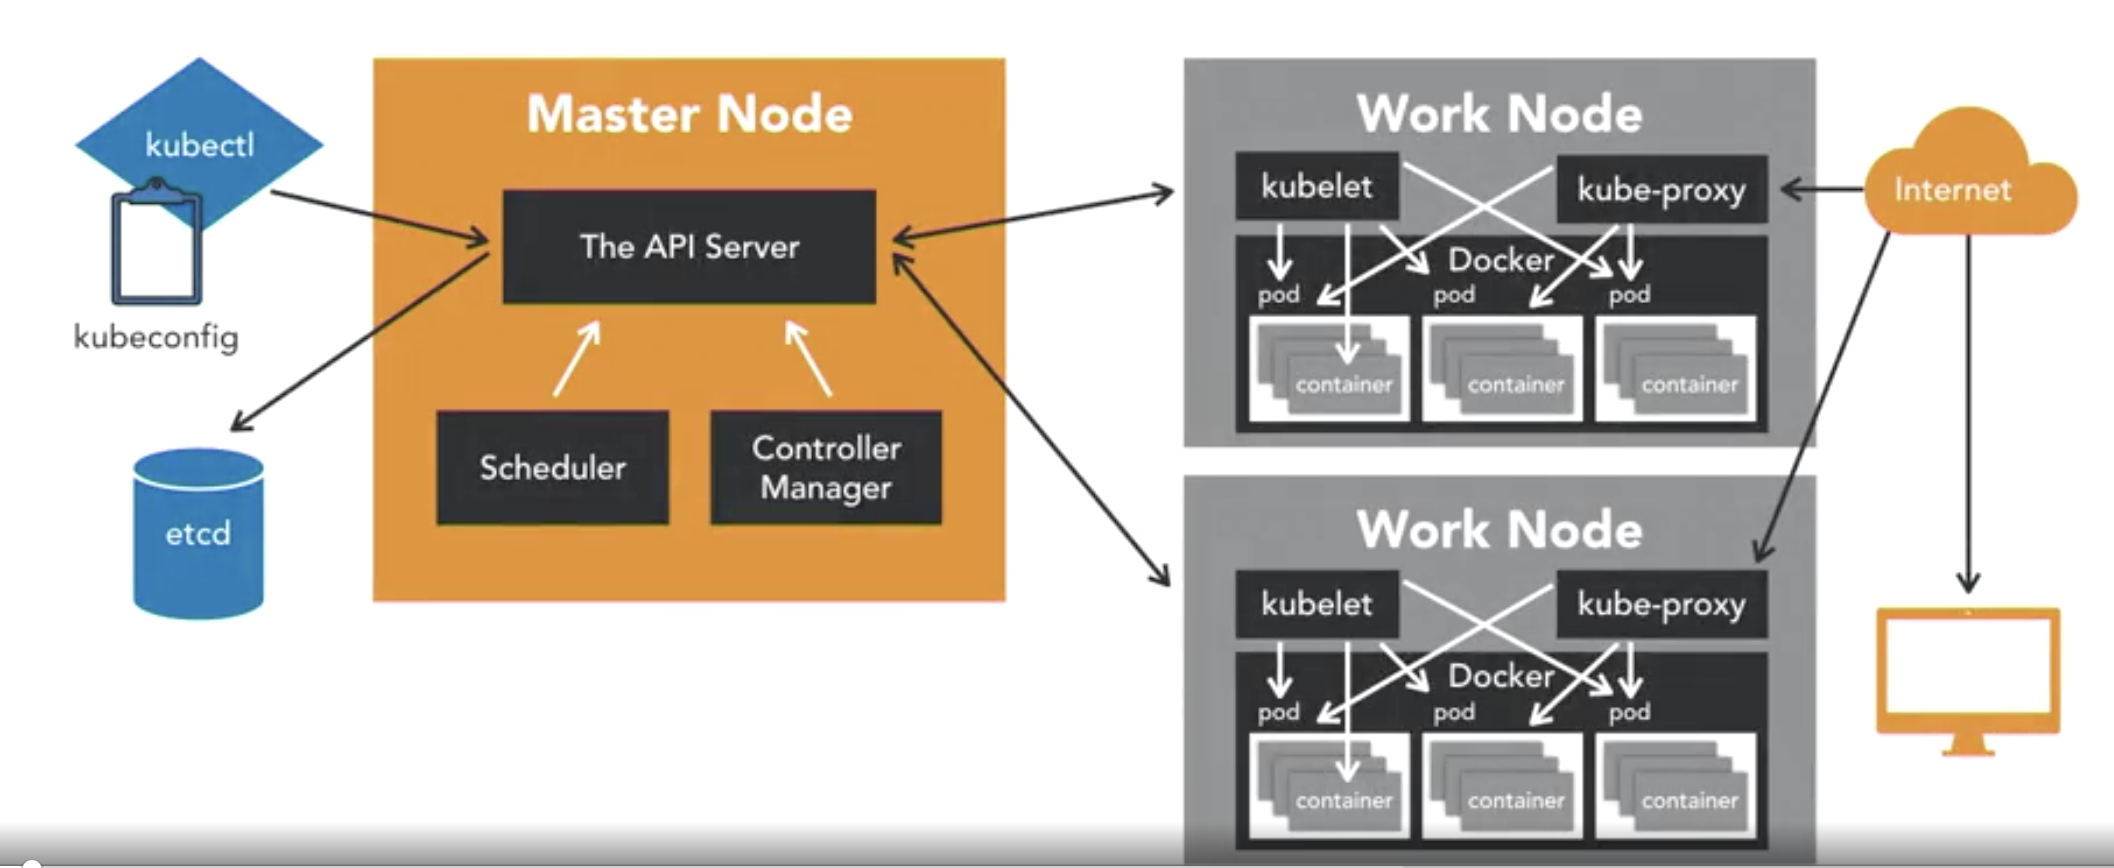 kubectl
kubeconfig
etcd
Master Node
The API Server
Scheduler
Controller
Manager
Work Node
kubelet
kube-proxy
Docker
pod
pod
pod
container
container
container
Work Node
kubelet
kube-proxy
Docker
pod
pod
pod
container
container
container
Internet